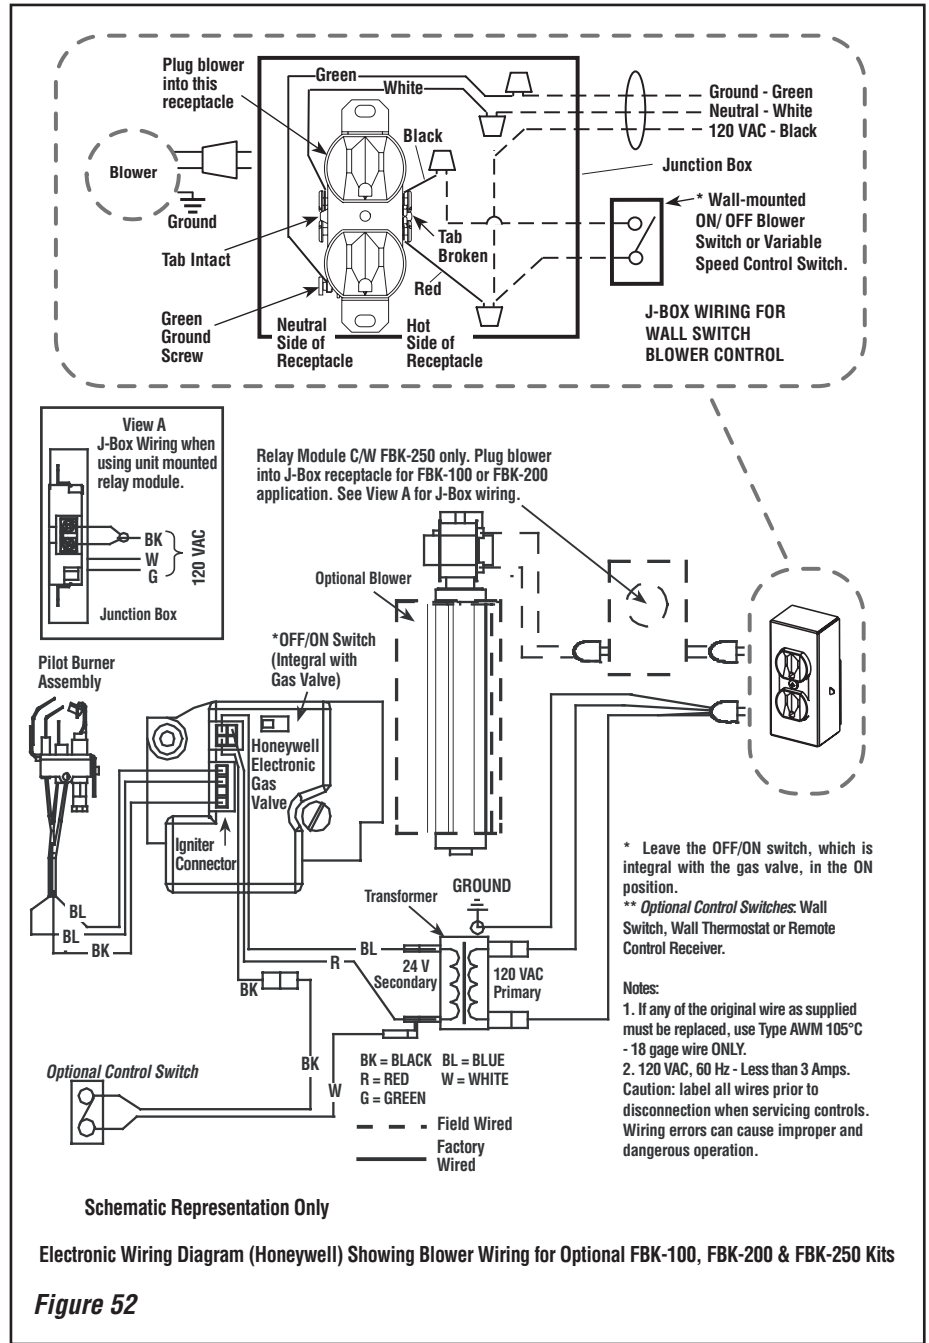 Plug blower
into this
receptacle
Green
White
Ground - Green
Neutral - White
120 VAC - Black
Black
Junction Box
Blower
Ground
* Wall-mounted
ON/ OFF Blower
Switch or Variable
Speed Control Switch.
Tab Intact
Tab
Broken
Red
Green
Ground
Screw
Neutral
Side of
Receptacle
Hot
Side of
Receptacle
J-BOX WIRING FOR
WALL SWITCH
BLOWER CONTROL
View A
J-Box Wiring when
using unit mounted
relay module.
BK
W
G
120 VAC
Junction Box
Relay Module C/W FBK-250 only. Plug blower
into J-Box receptacle for FBK-100 or FBK-200
application. See View A for J-Box wiring.
Optional Blower
*OFF/ON Switch
(Integral with
Gas Valve)
Pilot Burner
Assembly
Honeywell
Electronic
Gas
Valve
Igniter
Connector
BL
BL
BK
Transformer
GROUND
BL
R
24 V
Secondary
120 VAC
Primary
BK
BK
W
Optional Control Switch
BK = BLACK BL = BLUE
R = RED W = WHITE
G = GREEN
Field Wired
Factory
Wired
* Leave the OFF/ON switch, which is
integral with the gas valve, in the ON
position.
** Optional Control Switches: Wall
Switch, Wall Thermostat or Remote
Control Receiver.
Notes:
1. If any of the original wire as supplied
must be replaced, use Type AWM 105°C
- 18 gage wire ONLY.
2. 120 VAC, 60 Hz - Less than 3 Amps.
Caution: label all wires prior to
disconnection when servicing controls.
Wiring errors can cause improper and
dangerous operation.
Schematic Representation Only
Electronic Wiring Diagram (Honeywell) Showing Blower Wiring for Optional FBK-100, FBK-200 & FBK-250 Kits
Figure 52